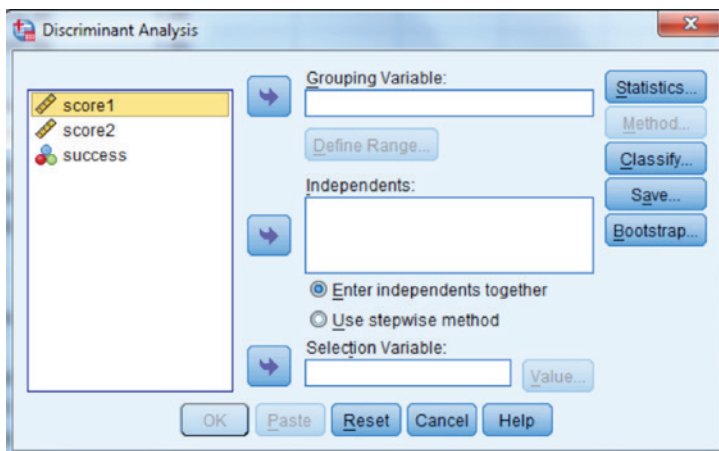 Discriminant Analysis
score1
score2
success
Grouping Variable:
Define Range...
Independents:
Enter independents together
Use stepwise method
Selection Variable:
Value...
Statistics...
Method...
Classify...
Save...
Bootstrap...
OK
Paste
Reset
Cancel
Help